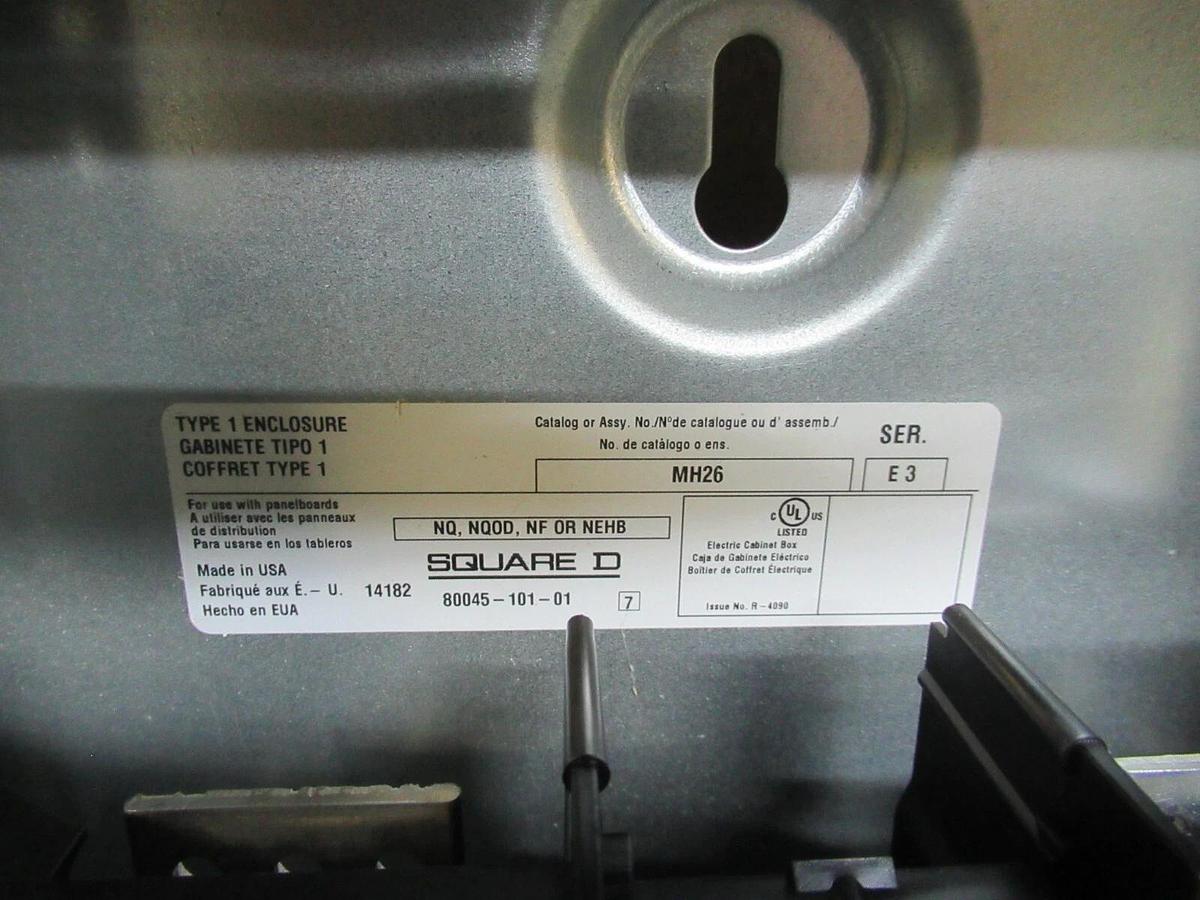 TYPE 1 ENCLOSURE
GABINETE TIPO 1
COFFRET TYPE 1
Catalog or Assy. No./Nºde catalogue ou d' assemb./
No. de catàlogo o ens.
MH26
SER.
E 3
For use with panelboards
A utiliser avec les panneaux
de distribution
Para usarse en los tableros
NQ, NQOD, NF OR NEHB
Made in USA
Fabriqué aux É.– U. 14182
Hecho en EUA
SQUARE D
80045–101–01 7
C UL US
LISTED
Electric Cabinet Box
Caja de Gabinete Eléctrico
Boîtier de Coffret Électrique
Issue No. R–4090